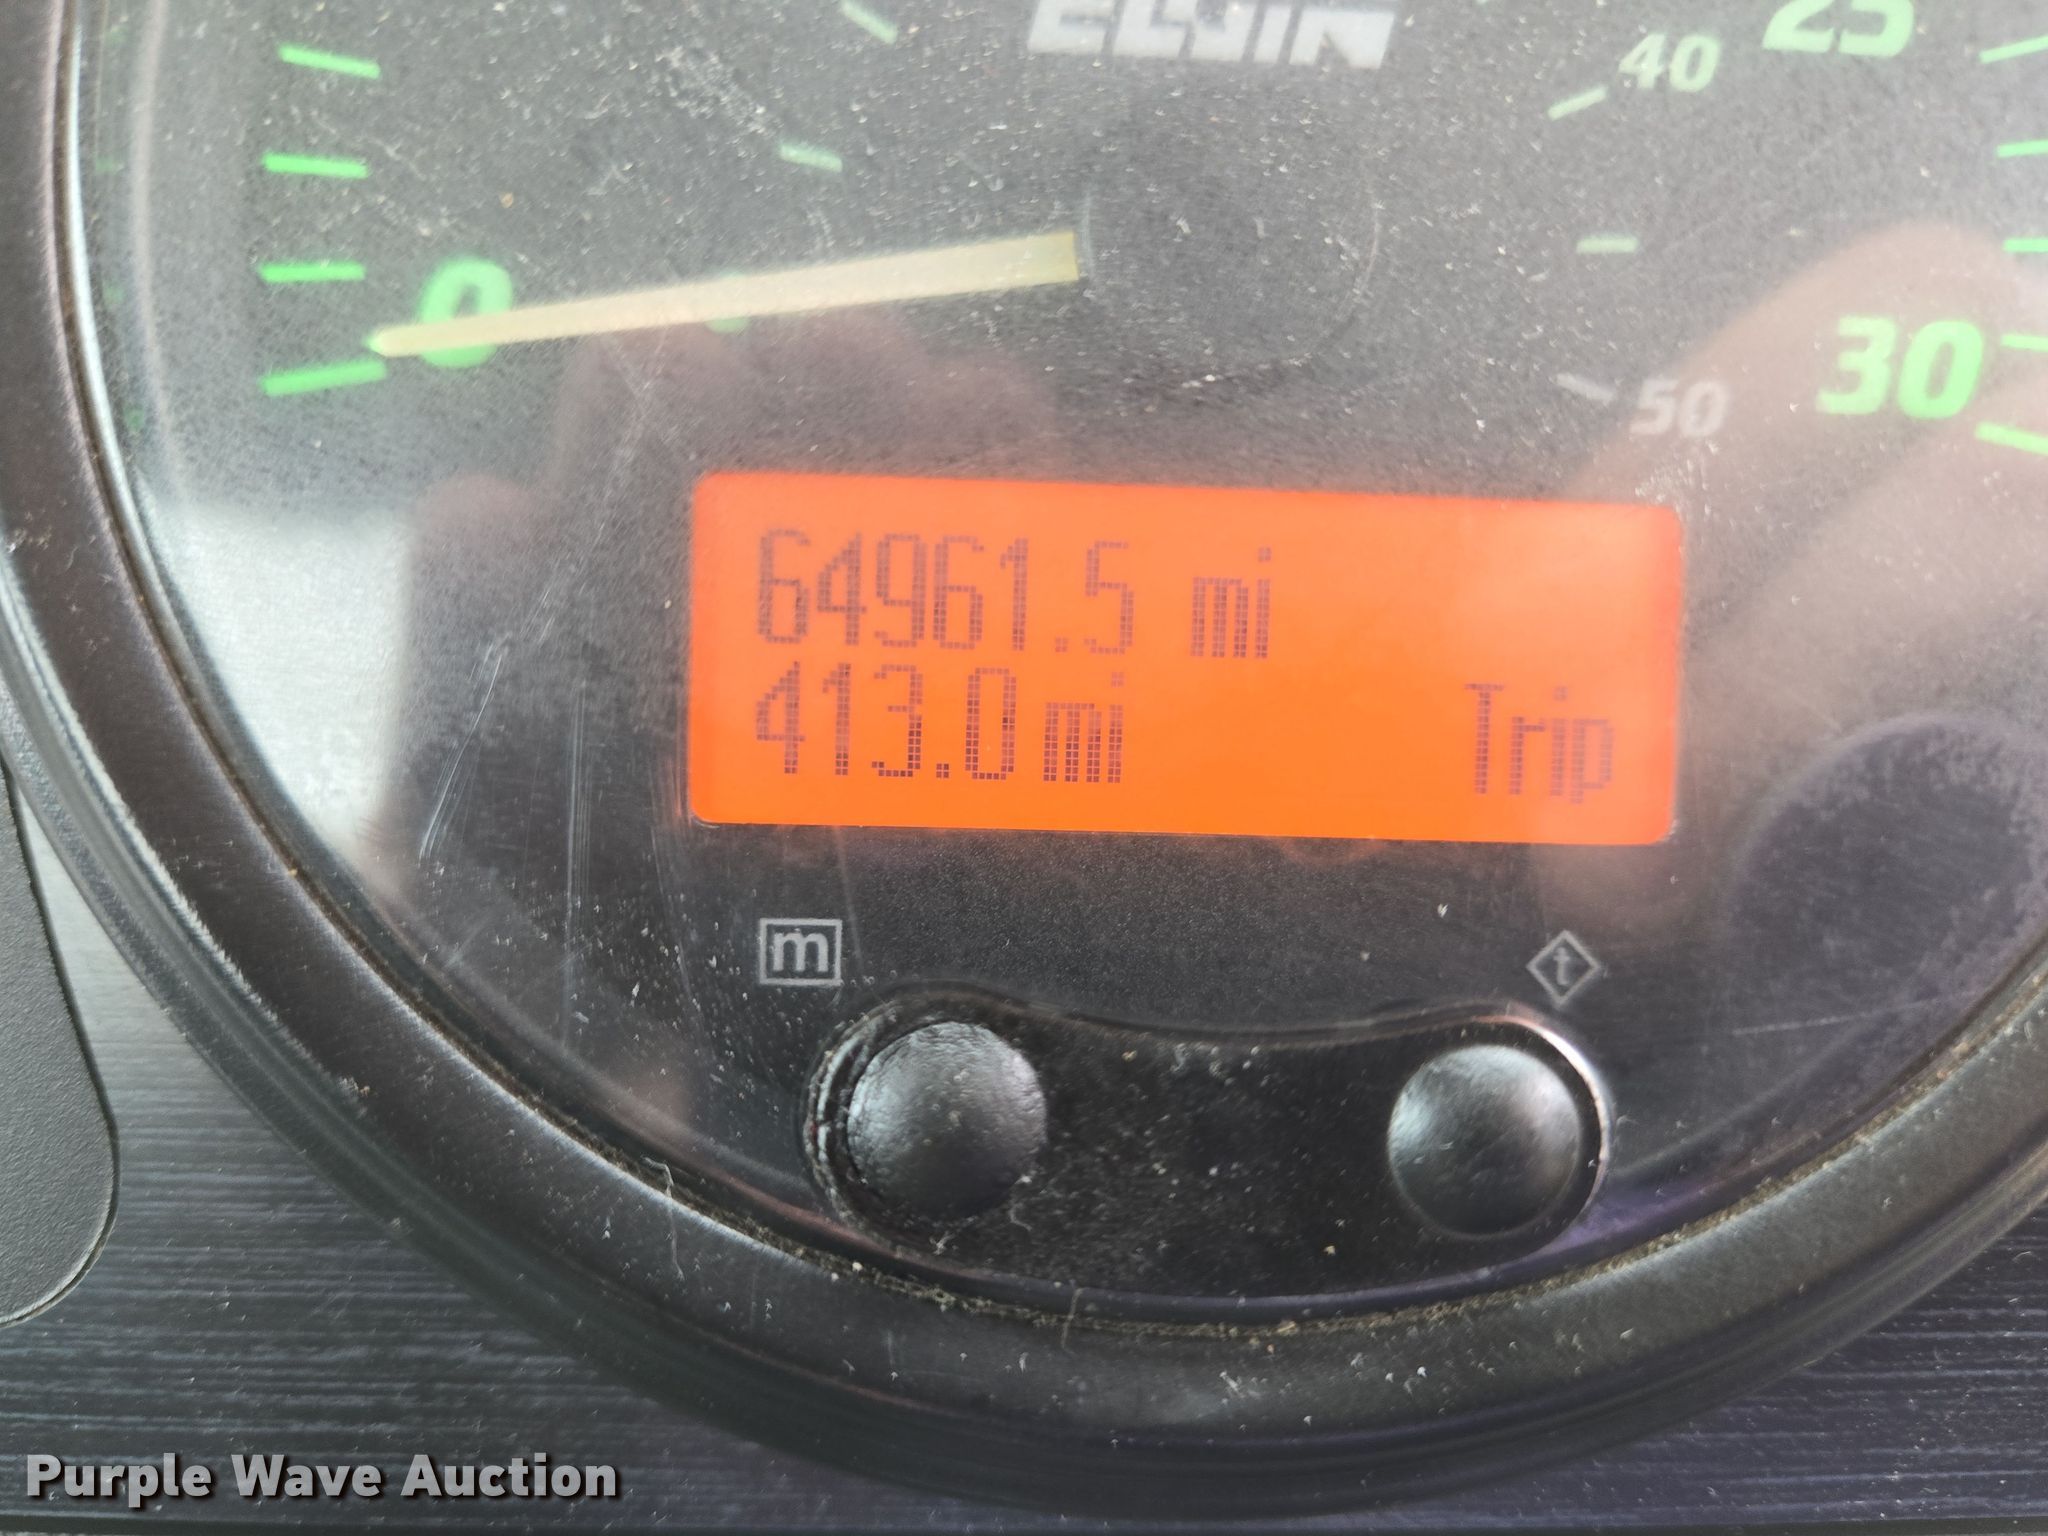 ELGIN
40
25
0
30
50
64961.5 mi
413.0 mi Trip
m
t
Purple Wave Auction